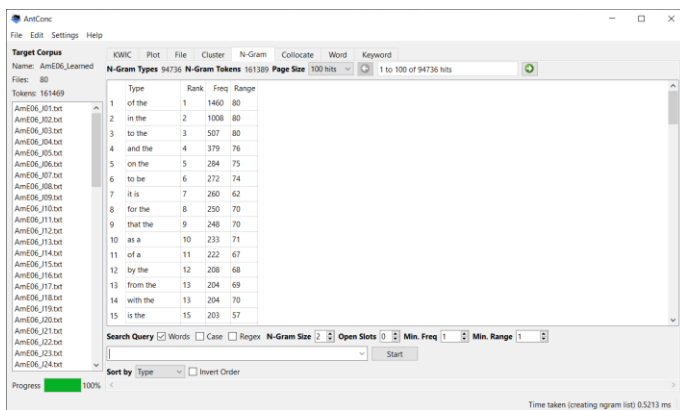 AntConc
File Edit Settings Help
Target Corpus
Name: AmE06_Learned
Files: 80
Tokens: 161469
AmE06_J01.txt
AmE06_J02.txt
AmE06_J03.txt
AmE06_J04.txt
AmE06_J05.txt
AmE06_J06.txt
AmE06_J07.txt
AmE06_J08.txt
AmE06_J09.txt
AmE06_J10.txt
AmE06_J11.txt
AmE06_J12.txt
AmE06_J13.txt
AmE06_J14.txt
AmE06_J15.txt
AmE06_J16.txt
AmE06_J17.txt
AmE06_J18.txt
AmE06_J19.txt
AmE06_J20.txt
AmE06_J21.txt
AmE06_J22.txt
AmE06_J23.txt
AmE06_J24.txt
Progress 100%
KWIC Plot File Cluster N-Gram Collocate Word Keyword
N-Gram Types 94736 N-Gram Tokens 161389 Page Size 100 hits 1 to 100 of 94736 hits
Type Rank Freq Range
1 of the 1 1460 80
2 in the 2 1008 80
3 to the 3 507 80
4 and the 4 379 76
5 on the 5 284 75
6 to be 6 272 74
7 it is 7 260 62
8 for the 8 250 70
9 that the 9 248 70
10 as a 10 233 71
11 of a 11 222 67
12 by the 12 208 68
13 from the 13 204 69
14 with the 13 204 70
15 is the 15 203 57
Search Query Words Case Regex N-Gram Size 2 Open Slots 0 Min. Freq 1 Min. Range 1
Start
Sort by Type Invert Order
Time taken (creating ngram list) 0.5213 ms